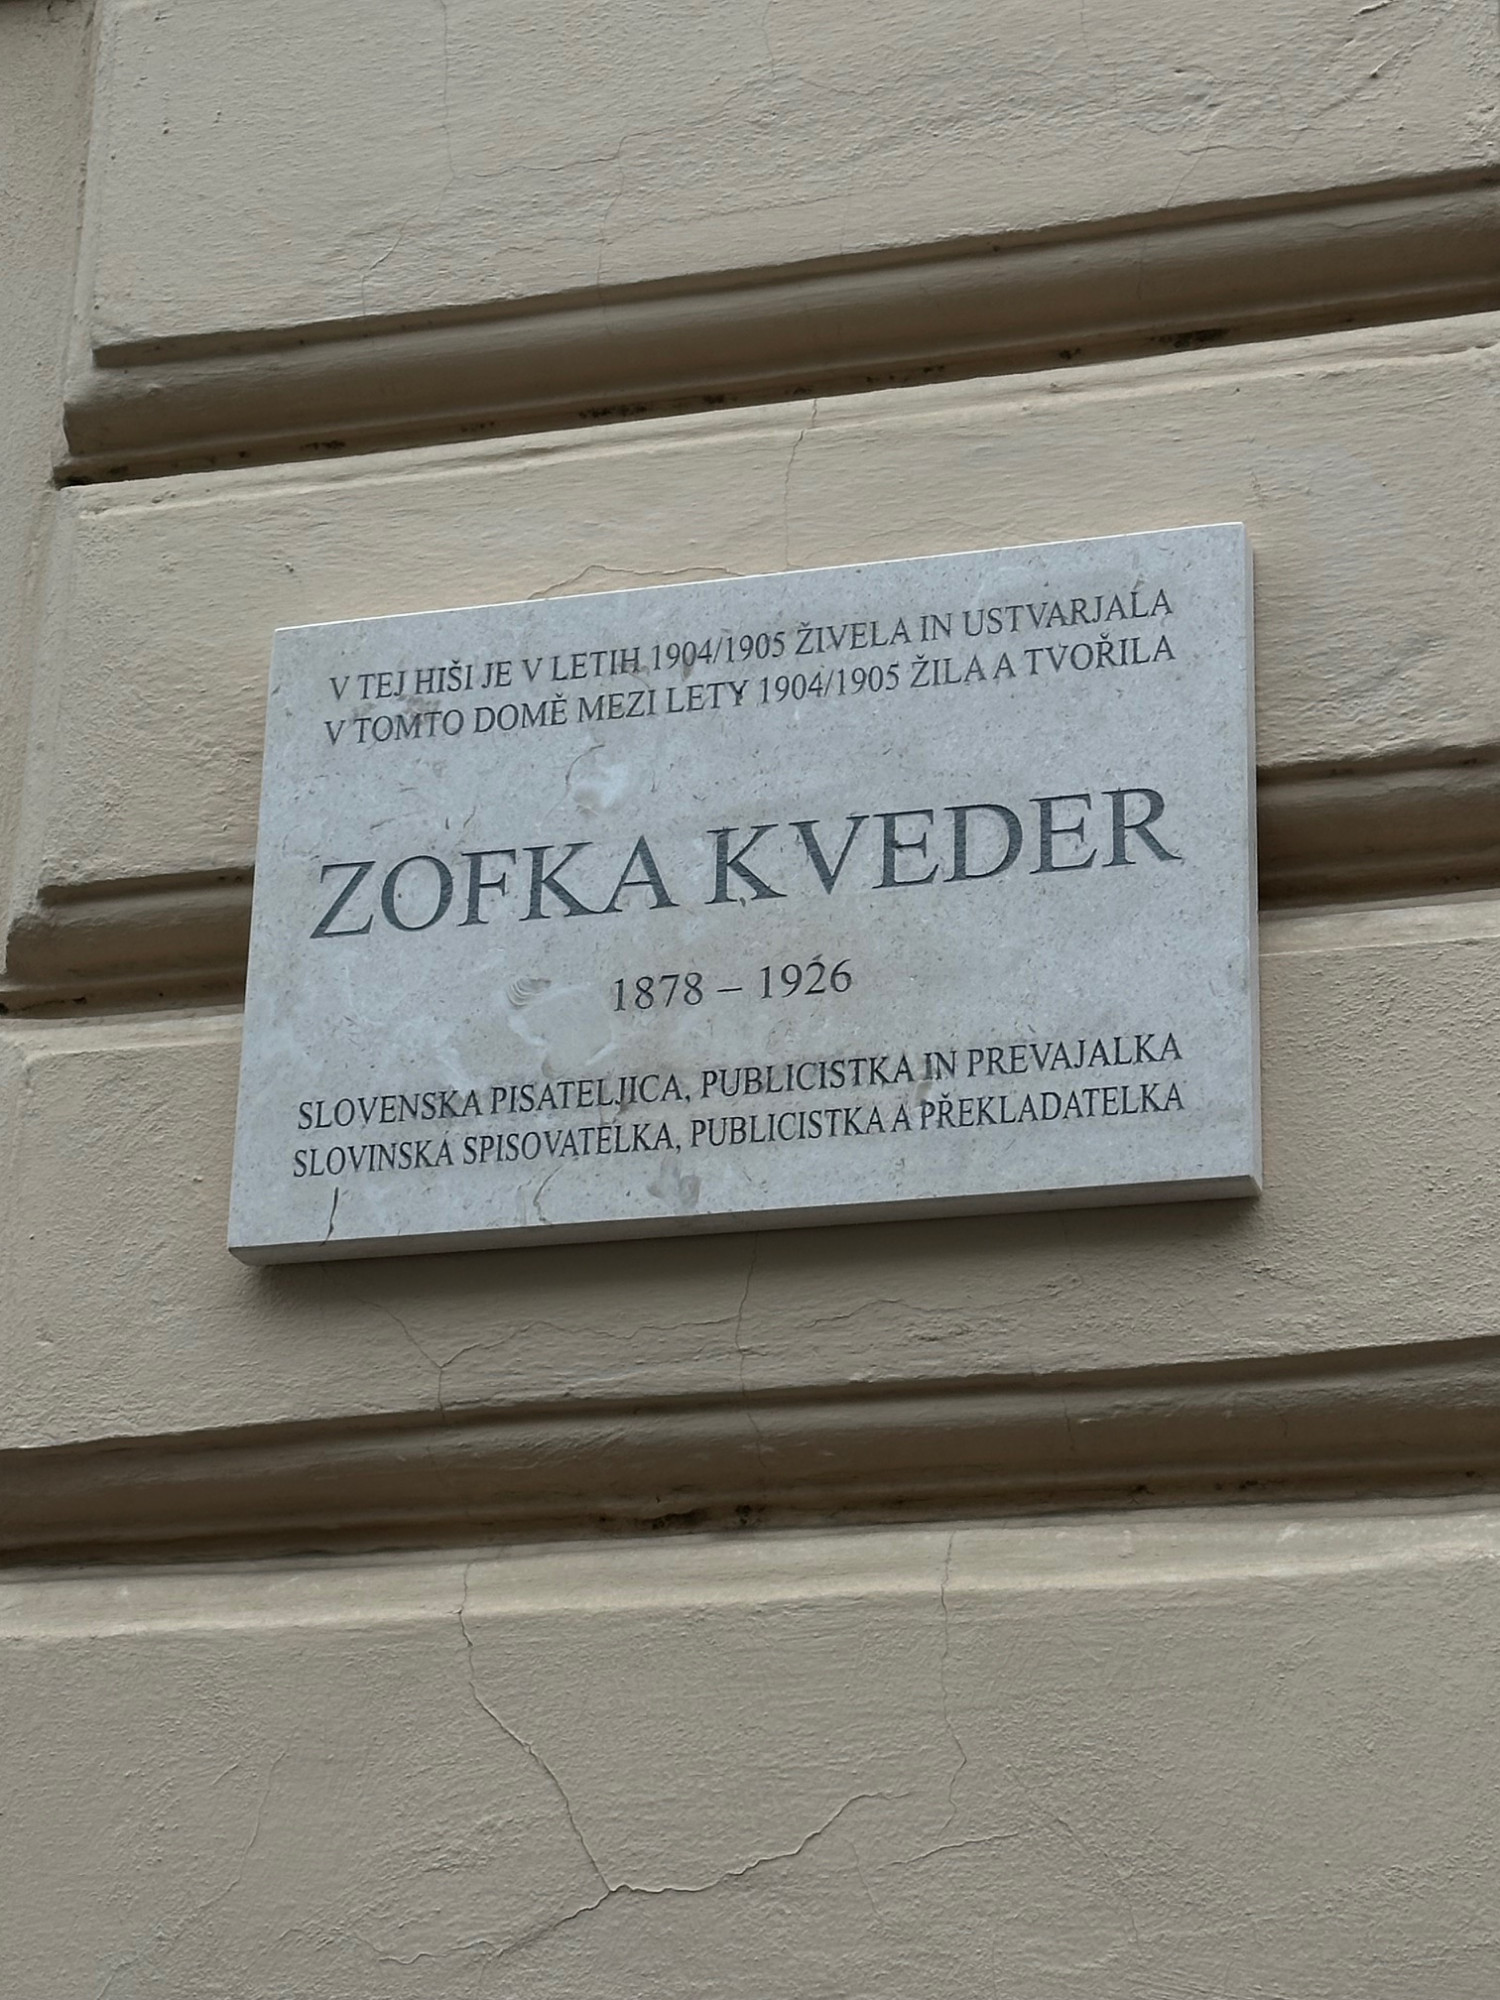 V TEJ HIŠI JE V LETIH 1904/1905 ŽIVELA IN USTVARJALA
V TOMTO DOMĚ MEZI LETY 1904/1905 ŽILA A TVOŘILA
ZOFKA KVEDER
1878 – 1926
SLOVENSKA PISATELJICA, PUBLICISTKA IN PREVAJALKA
SLOVINSKÁ SPISOVATELKA, PUBLICISTKA A PŘEKLADATELKA